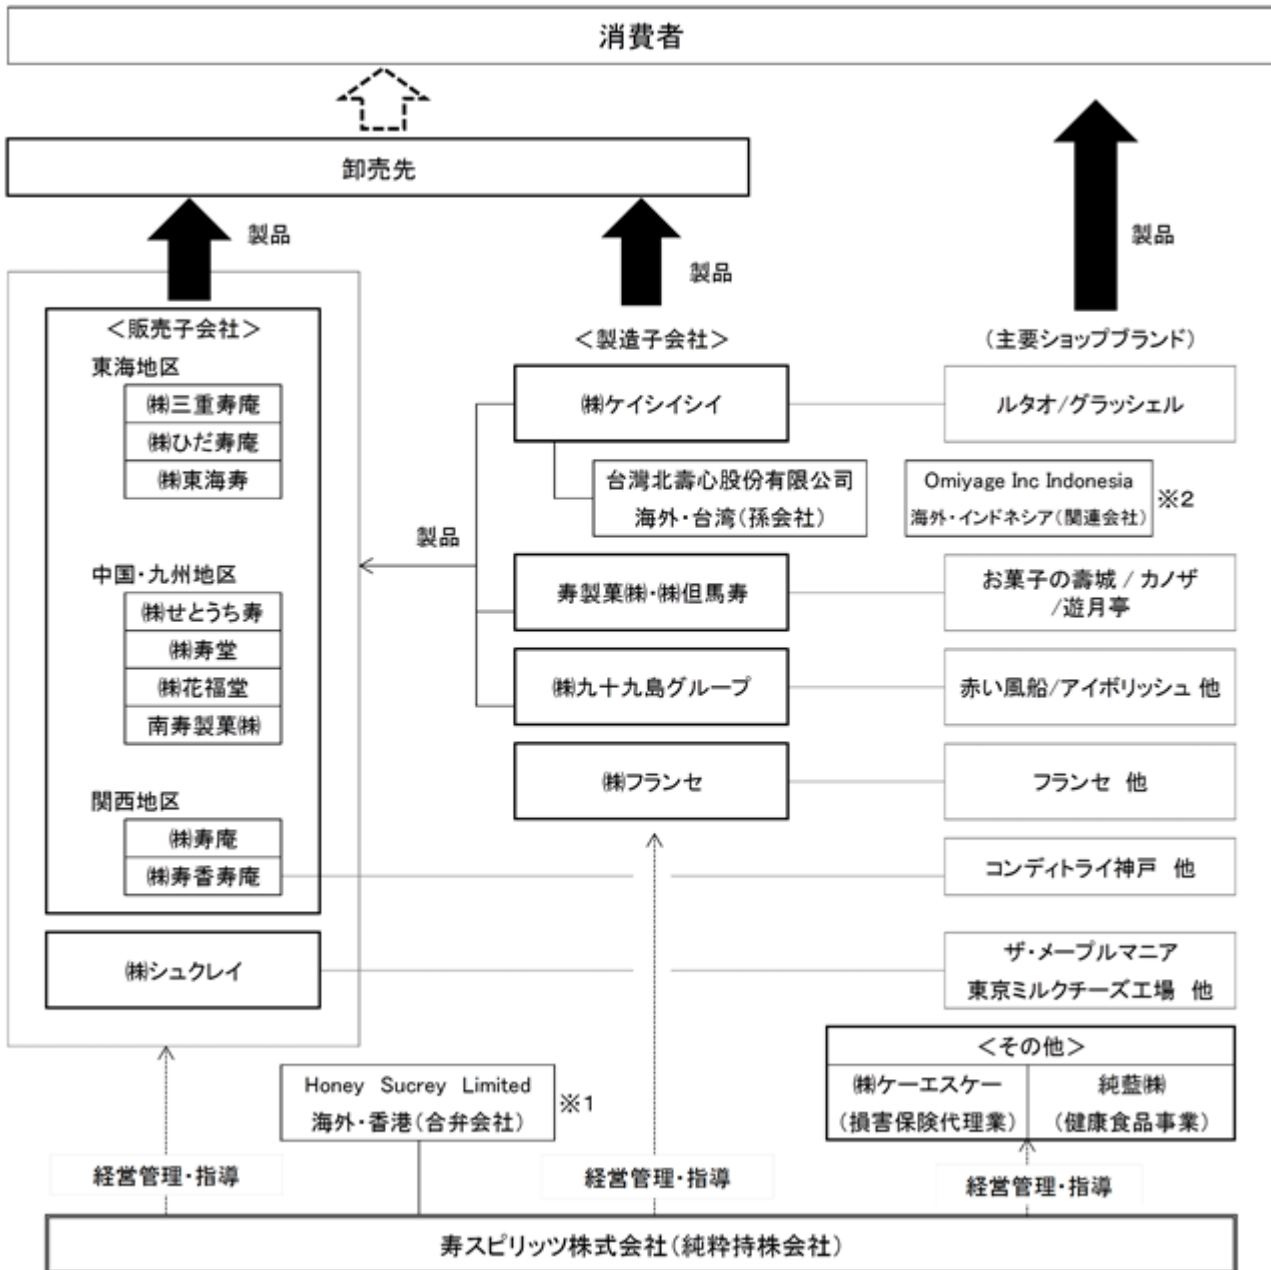 消費者
卸売先
製品
製品
製品
＜販売子会社＞
東海地区
㈱三重寿庵
㈱ひだ寿庵
㈱東海寿
中国・九州地区
㈱せとうち寿
㈱寿堂
㈱花福堂
南寿製菓㈱
関西地区
㈱寿庵
㈱寿香寿庵
㈱シュクレイ
製品
＜製造子会社＞
㈱ケイシイシイ
台灣北壽心股份有限公司
海外・台湾（孫会社）
寿製菓㈱・㈱但馬寿
㈱九十九島グループ
㈱フランセ
（主要ショップブランド）
ルタオ/グラッシェル
Omiyage Inc Indonesia
海外・インドネシア（関連会社）
※2
お菓子の壽城 / カノザ
/遊月亭
赤い風船/アイボリッシュ 他
フランセ 他
コンディトライ神戸 他
ザ・メープルマニア
東京ミルクチーズ工場 他
＜その他＞
㈱ケーエスケー
（損害保険代理業）
純藍㈱
（健康食品事業）
Honey Sucrey Limited
海外・香港（合弁会社）
※1
経営管理・指導
経営管理・指導
経営管理・指導
寿スピリッツ株式会社（純粋持株会社）